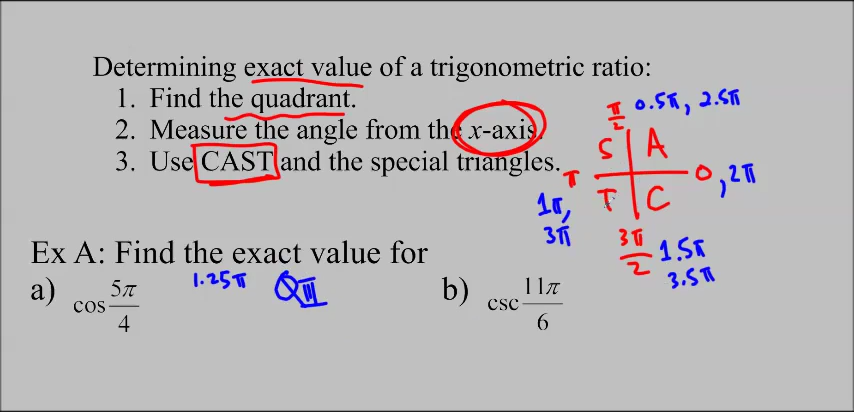 Determining exact value of a trigonometric ratio:
1. Find the quadrant.
2. Measure the angle from the x-axis.
3. Use CAST and the special triangles.
π/2 0.5π, 2.5π
S A
π 0, 2π
1π, T C
3π
3π/2 1.5π
3.5π
Ex A: Find the exact value for
a) cos 5π/4 1.25π QIII b) csc 11π/6